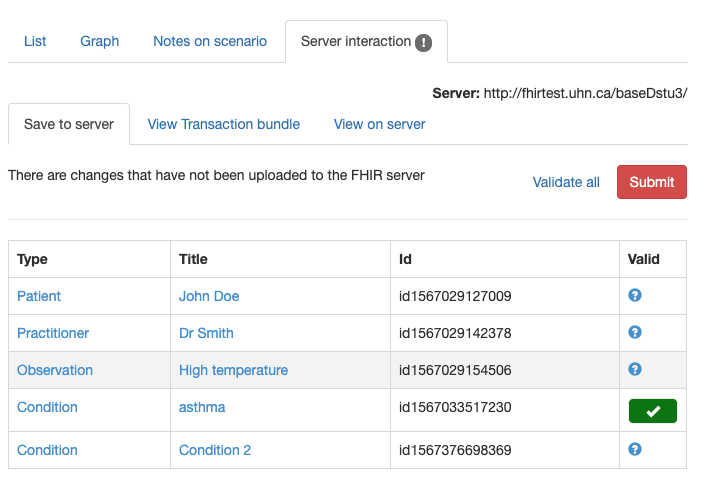 List Graph Notes on scenario Server interaction !
Server: http://fhirtest.uhn.ca/baseDstu3/
Save to server View Transaction bundle View on server
There are changes that have not been uploaded to the FHIR server Validate all Submit
Type Title Id Valid
Patient John Doe id1567029127009 ?
Practitioner Dr Smith id1567029142378 ?
Observation High temperature id1567029154506 ?
Condition asthma id1567033517230
Condition Condition 2 id1567376698369 ?